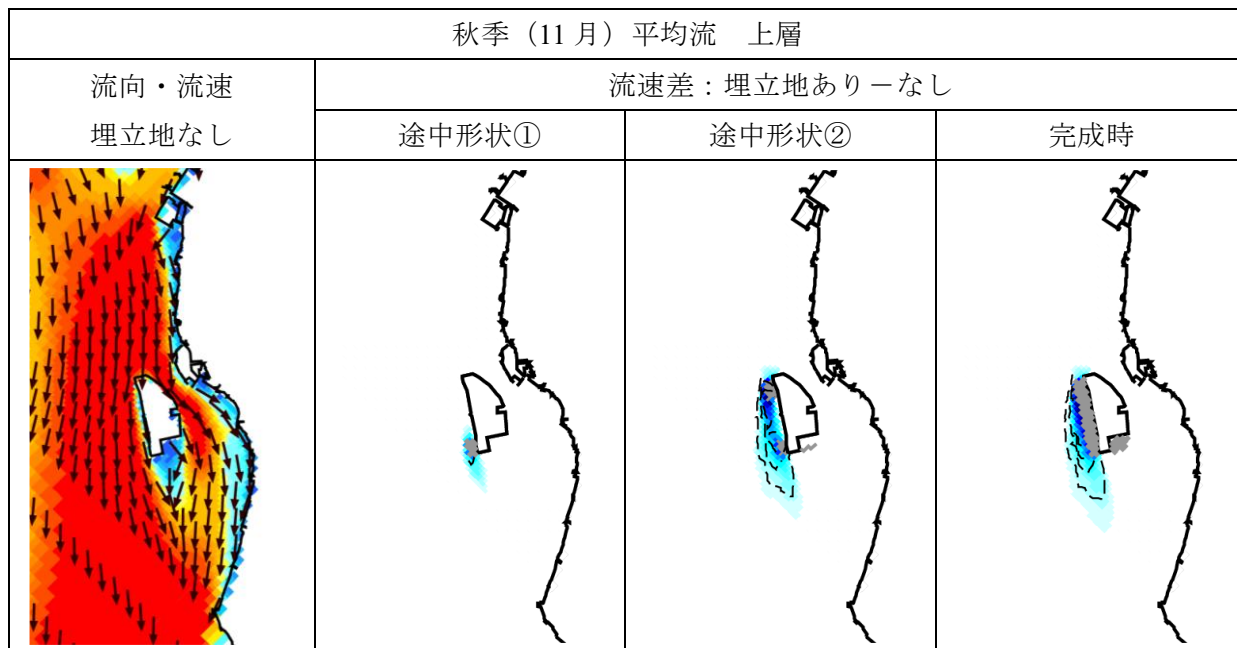 秋季（11月）平均流　上層
流向・流速
埋立地なし
流速差：埋立地あり－なし
途中形状①
途中形状②
完成時